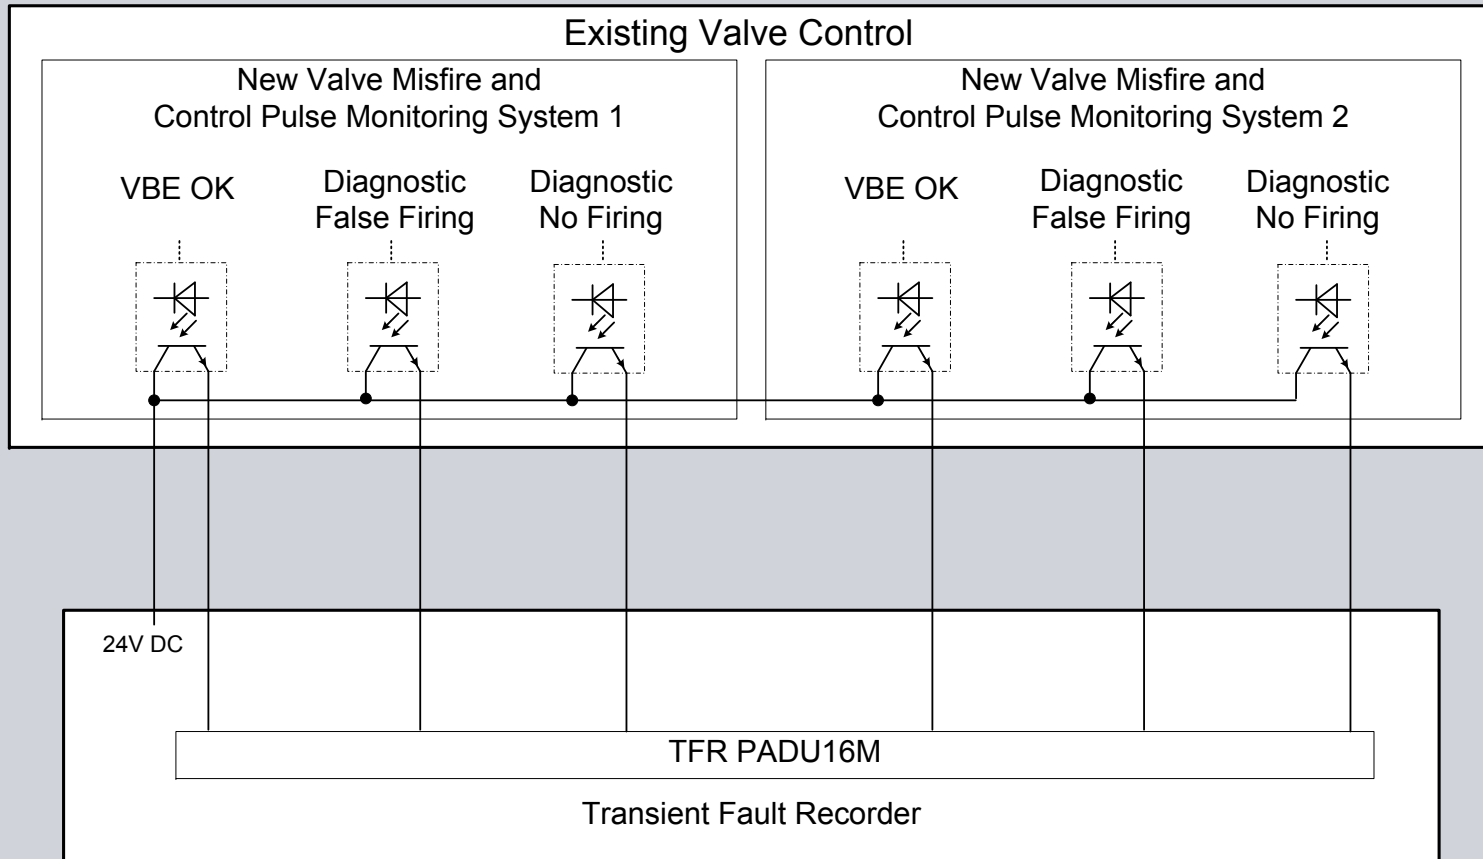 Existing Valve Control
New Valve Misfire and
Control Pulse Monitoring System 1
VBE OK
Diagnostic
False Firing
Diagnostic
No Firing
New Valve Misfire and
Control Pulse Monitoring System 2
VBE OK
Diagnostic
False Firing
Diagnostic
No Firing
24V DC
TFR PADU16M
Transient Fault Recorder